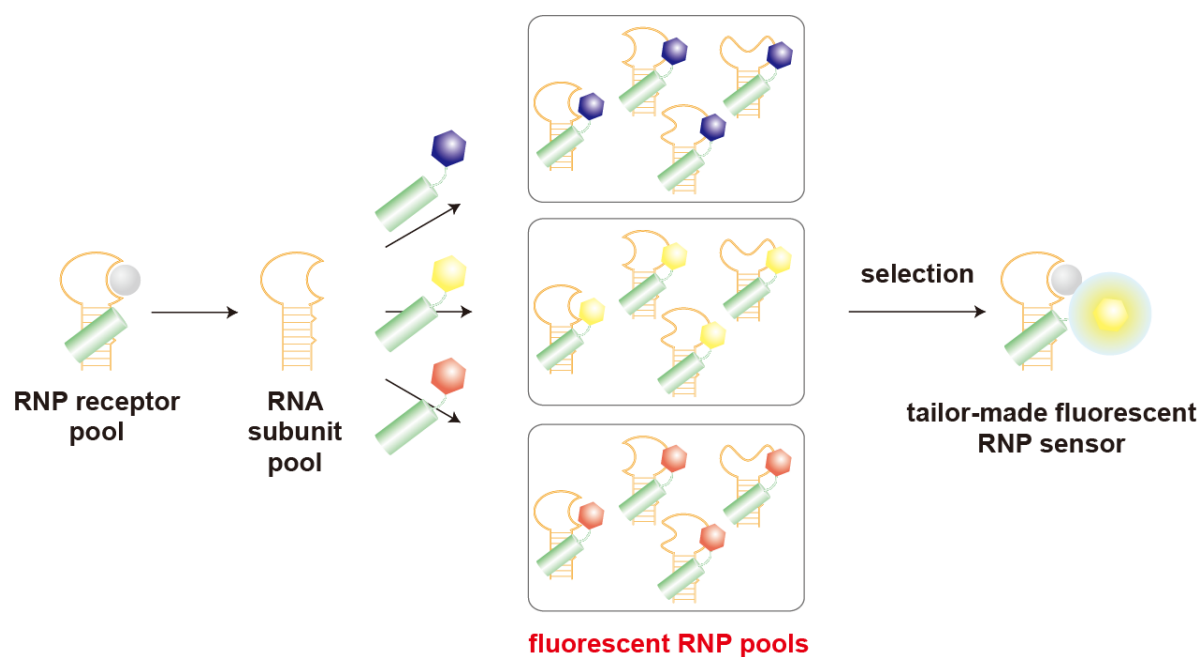 RNP receptor
pool
RNA
subunit
pool
fluorescent RNP pools
selection
tailor-made fluorescent
RNP sensor